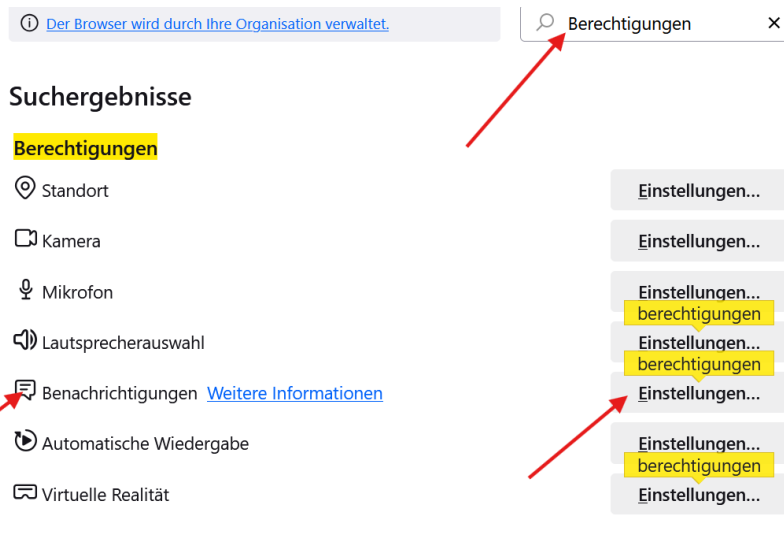 Der Browser wird durch Ihre Organisation verwaltet.
Berechtigungen
Suchergebnisse
Berechtigungen
Standort
Einstellungen...
Kamera
Einstellungen...
Mikrofon
Einstellungen...
berechtigungen
Lautsprecherauswahl
Einstellungen...
berechtigungen
Benachrichtigungen Weitere Informationen
Einstellungen...
Automatische Wiedergabe
Einstellungen...
berechtigungen
Virtuelle Realität
Einstellungen...